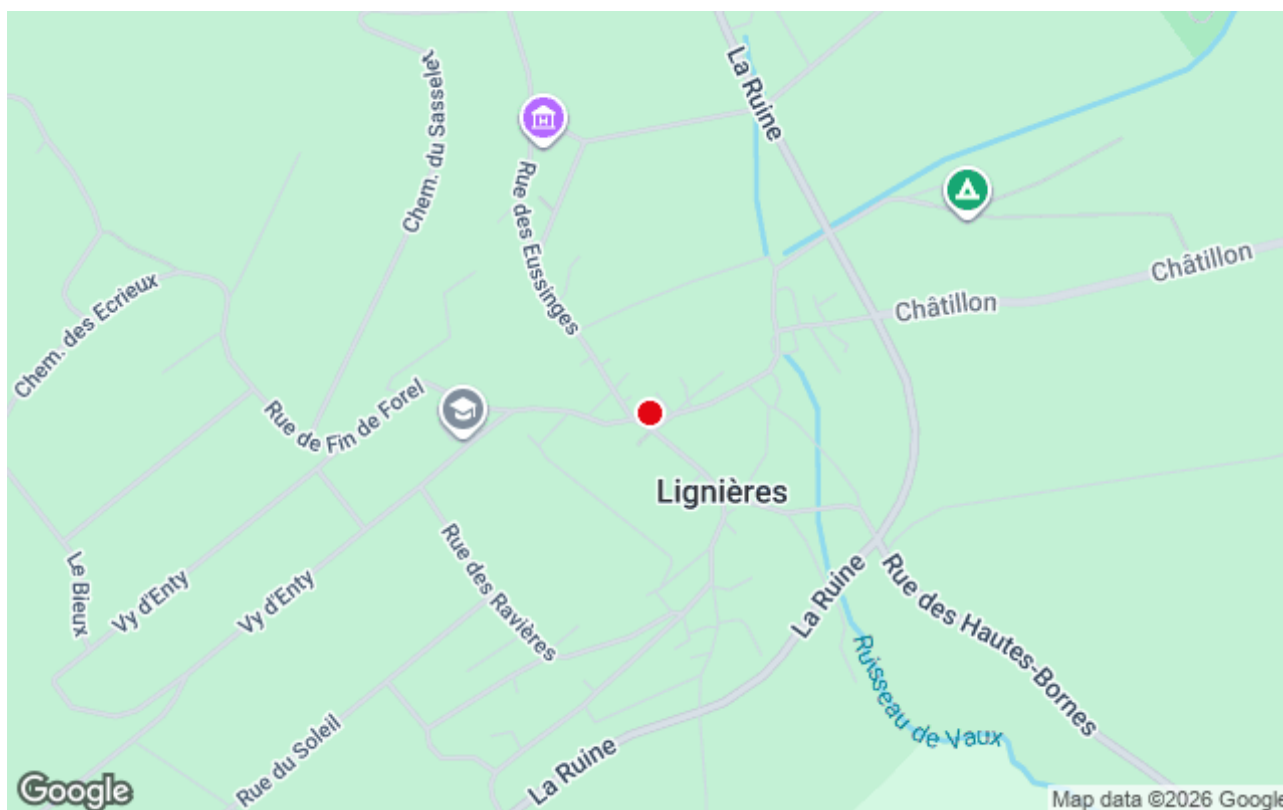 La Ruine
Chem. du Sasselet
Rue des Eussinges
Châtillon
Châtillon
Chem. des Ecrieux
Rue de Fin de Forel
Lignières
Le Bieux
Vy d'Enty
Vy d'Enty
Rue des Ravières
La Ruine
Rue des Hautes-Bornes
Ruisseau de Vaux
Rue du Soleil
La Ruine
Google
Map data ©2026 Google